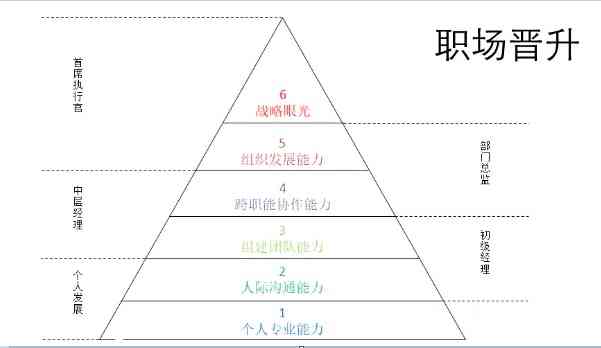 职场晋升
首席执行官
中层经理
个人发展
6
战略眼光
5
组织发展能力
4
跨职能协作能力
3
组建团队能力
2
人际沟通能力
1
个人专业能力
部门总监
初级经理